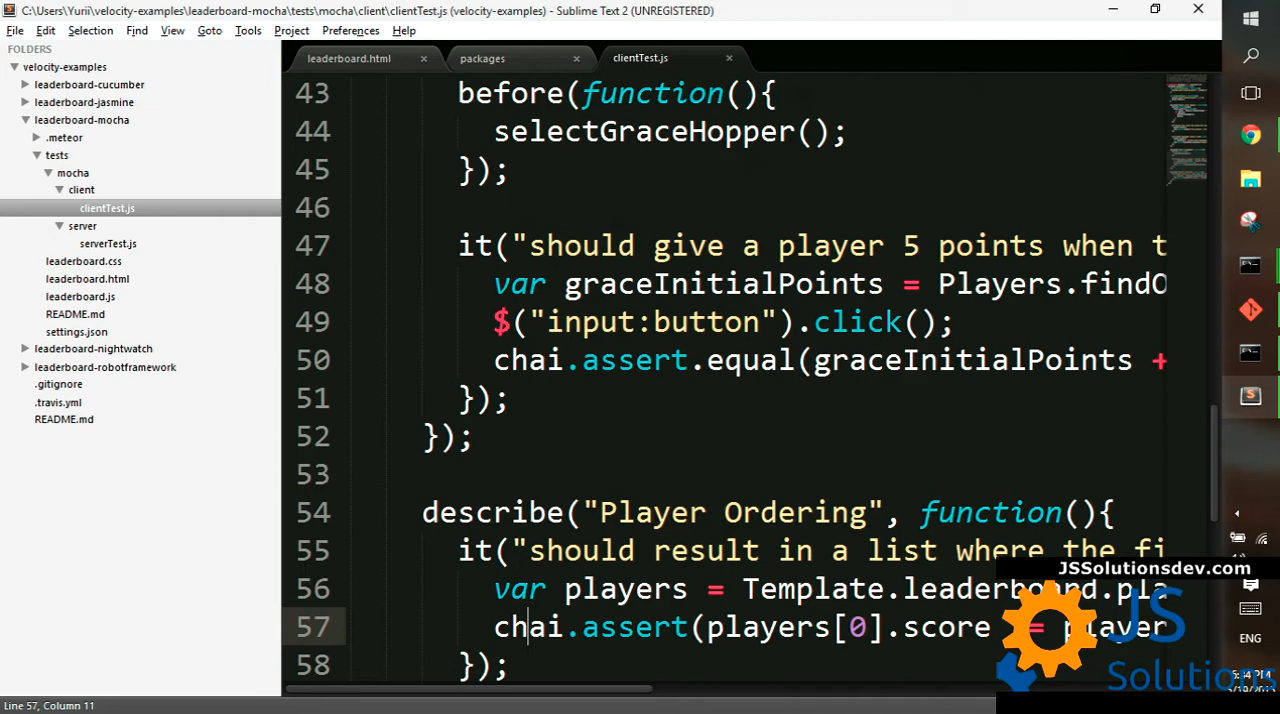 C:\Users\Yurii\velocity-examples\leaderboard-mocha\tests\mocha\client\clientTest.js (velocity-examples) - Sublime Text 2 (UNREGISTERED)
File Edit Selection Find View Goto Tools Project Preferences Help
FOLDERS
velocity-examples
leaderboard-cucumber
leaderboard-jasmine
leaderboard-mocha
.meteor
tests
mocha
client
clientTest.js
server
serverTest.js
leaderboard.css
leaderboard.html
leaderboard.js
README.md
settings.json
leaderboard-nightwatch
leaderboard-robotframework
.gitignore
.travis.yml
README.md
leaderboard.html packages clientTest.js
43 before(function(){
44 selectGraceHopper();
45 });
46
47 it("should give a player 5 points when t
48 var graceInitialPoints = Players.findO
49 $("input:button").click();
50 chai.assert.equal(graceInitialPoints +
51 });
52 });
53
54 describe("Player Ordering", function(){
55 it("should result in a list where the fi
56 var players = Template.leaderboard.pla
57 chai.assert(players[0].score = player
58 });
JSSolutionsdev.com
JS
Solutions
ENG
Line 57, Column 11